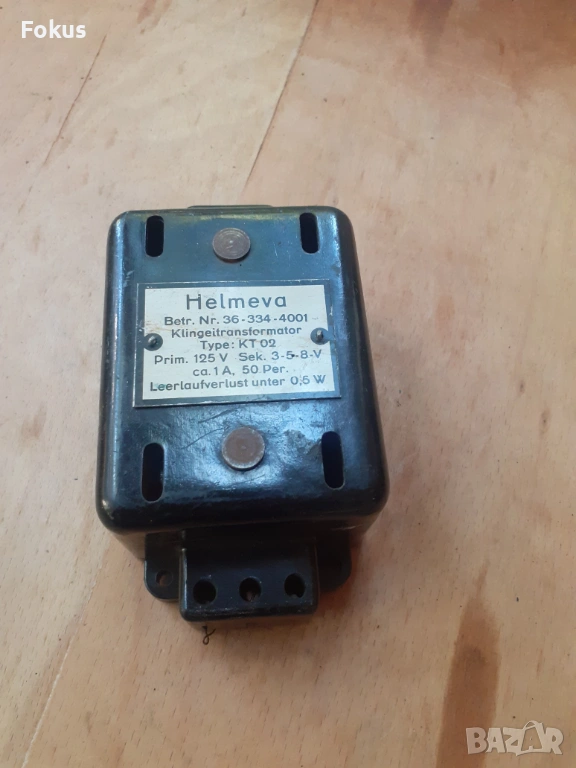 Fokus
Helmeva
Betr. Nr. 36-334-4001
Klingeltransformator
Type: KT 02
Prim. 125 V Sek. 3-5-8-V
ca. 1 A, 50 Per.
Leerlaufverlust unter 0,5 W
BAZAR